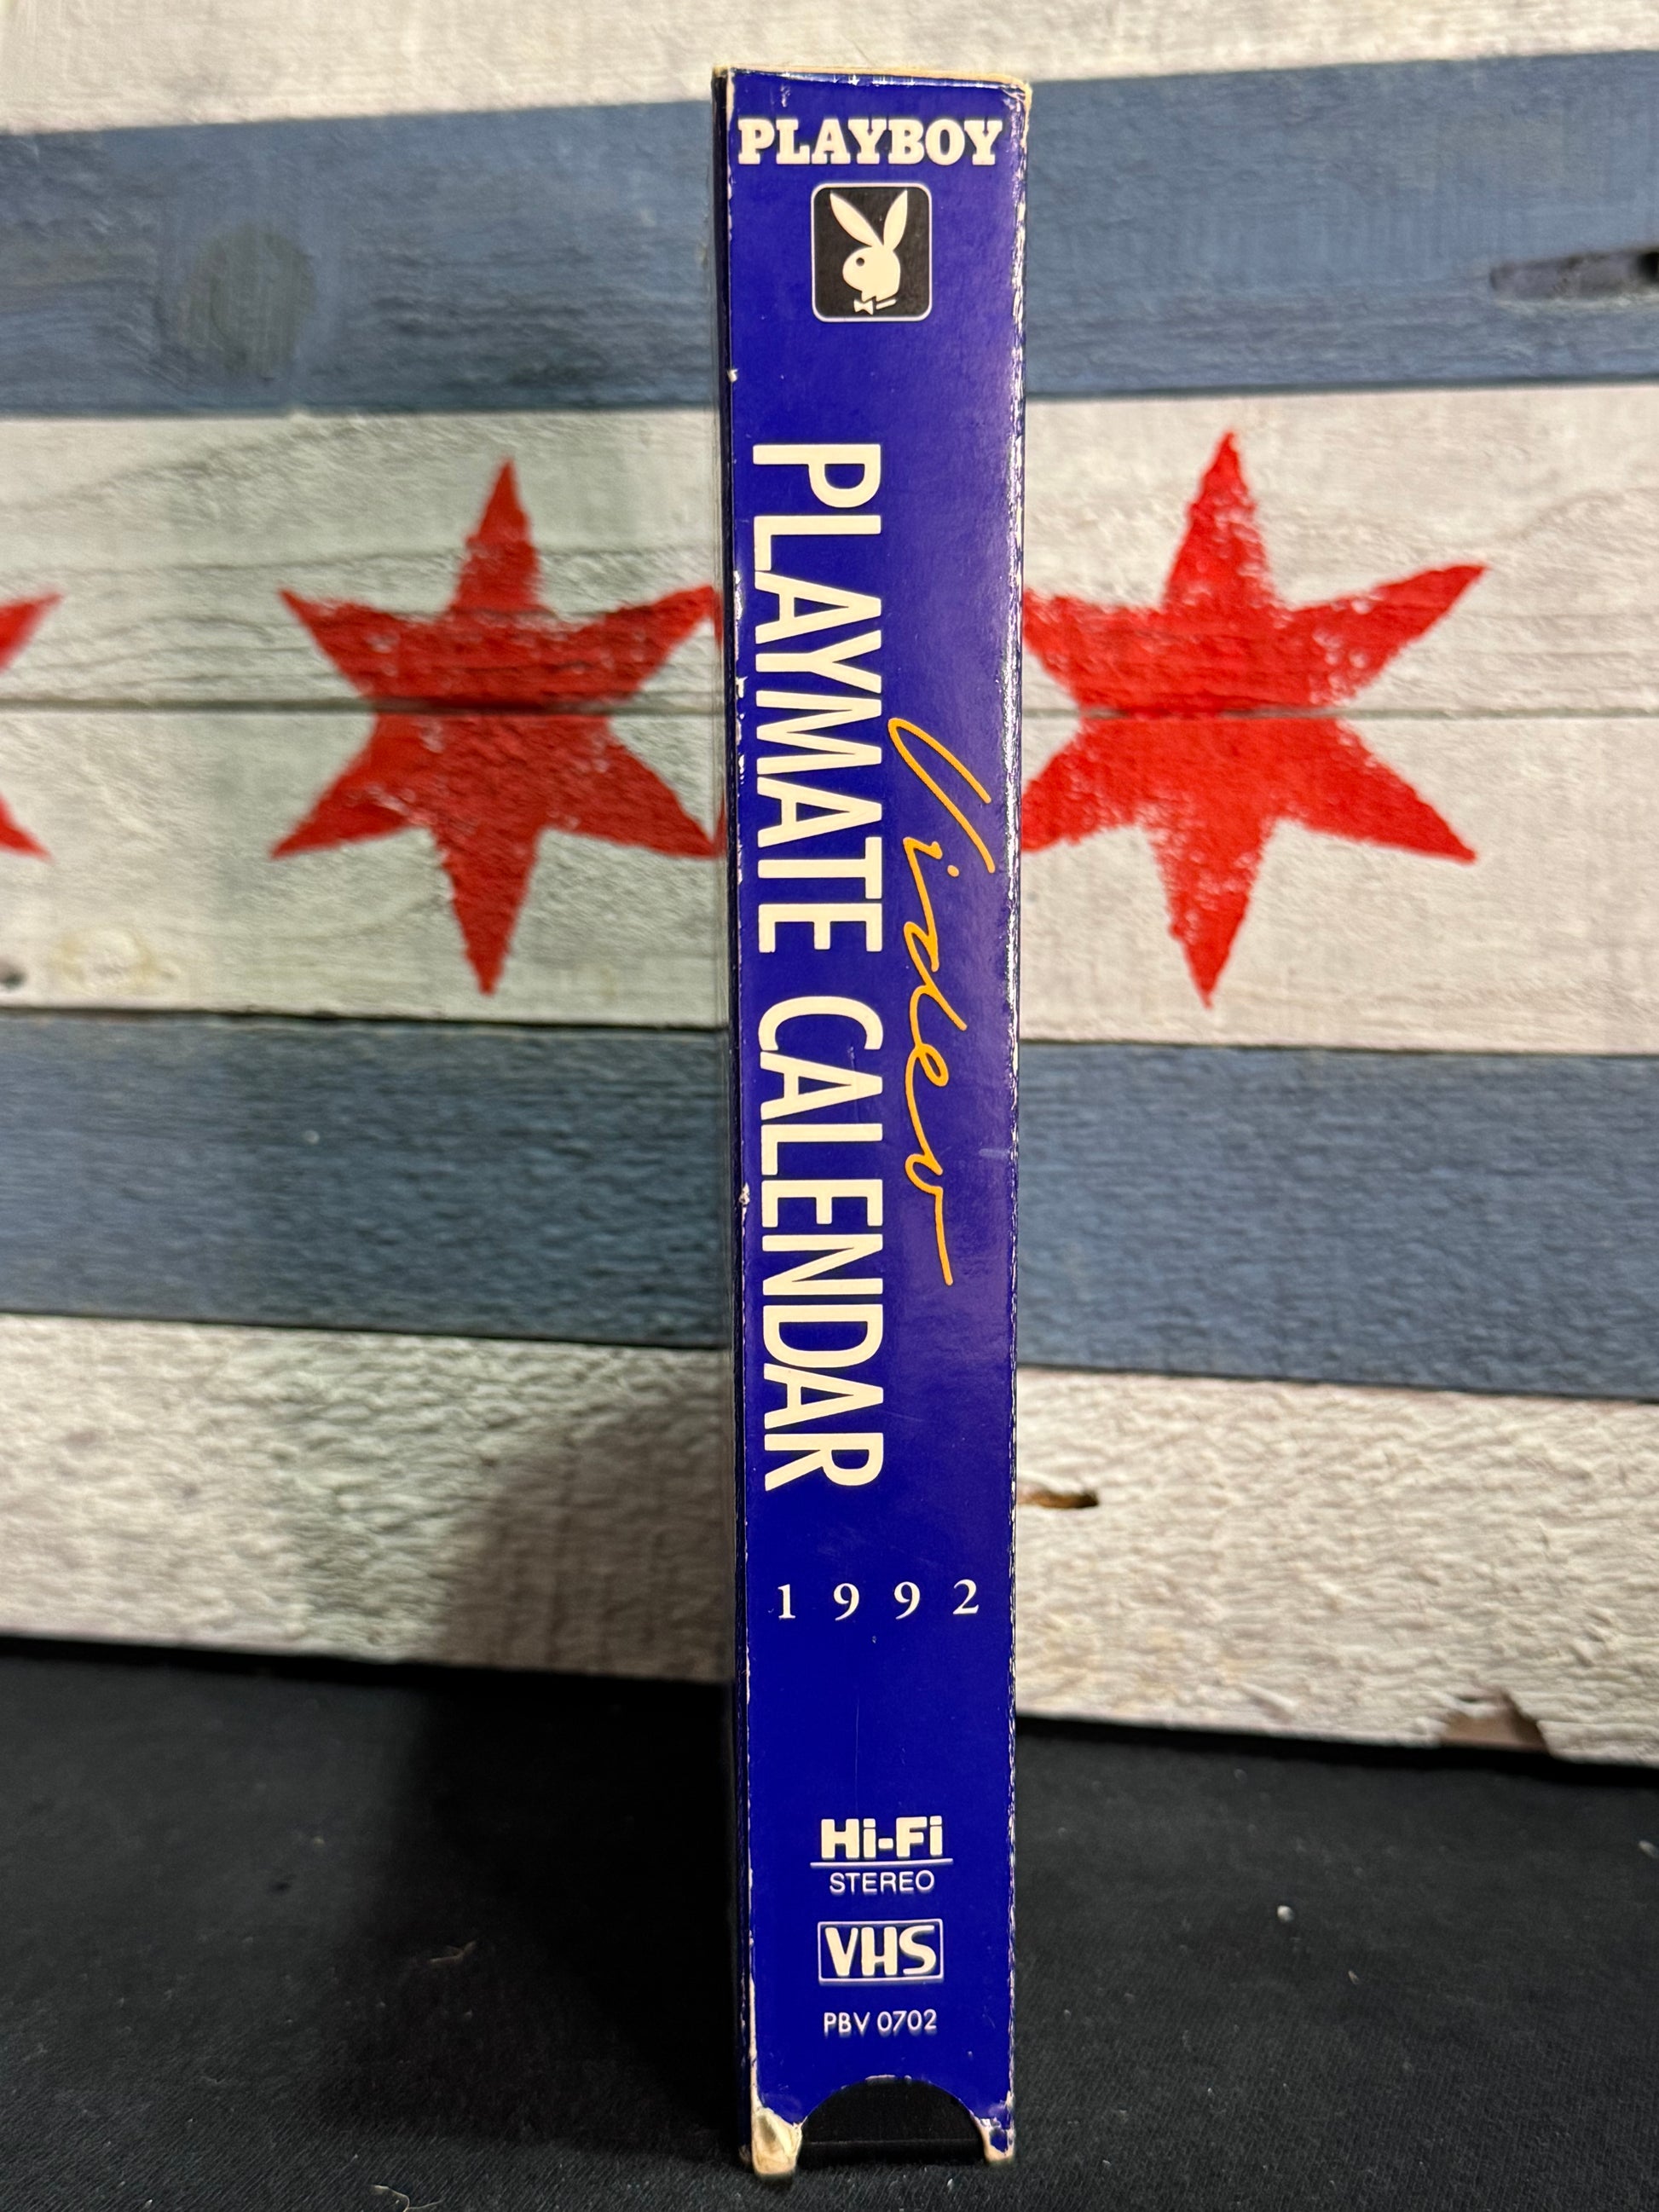 PLAYBOY
Video
PLAYMATE CALENDAR
1992
Hi-Fi
STEREO
VHS
PBV 0702